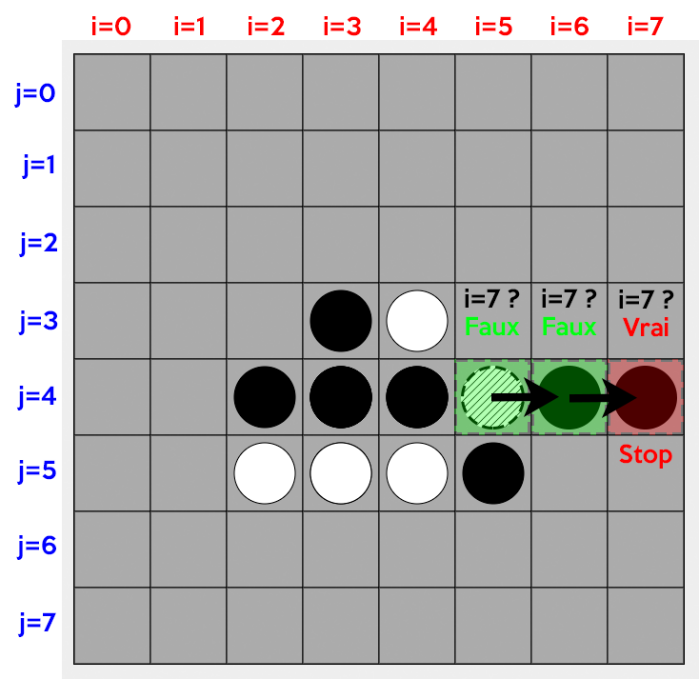 i=0 i=1 i=2 i=3 i=4 i=5 i=6 i=7
j=0
j=1
j=2
j=3
i=7 ? i=7 ? i=7 ?
Faux Faux Vrai
j=4
Stop
j=5
j=6
j=7